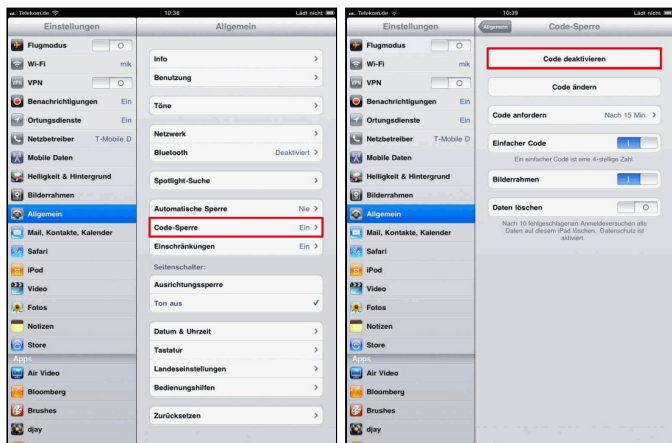 Telekom.de
10:38
Lädt nicht
Einstellungen
Allgemein
Flugmodus
Wi-Fi mik
VPN
VPN
Benachrichtigungen Ein
Ortungsdienste Ein
Netzbetreiber T-Mobile D
Mobile Daten
Helligkeit & Hintergrund
Bilderrahmen
Allgemein
Mail, Kontakte, Kalender
Safari
iPod
Video
Fotos
Notizen
Store
Apps
Air Video
Bloomberg
Brushes
djay
Info
Benutzung
Töne
Netzwerk
Bluetooth Deaktiviert
Spotlight-Suche
Automatische Sperre Nie
Code-Sperre Ein
Einschränkungen Ein
Seitenschalter:
Ausrichtungssperre
Ton aus
Datum & Uhrzeit
Tastatur
Landeseinstellungen
Bedienungshilfen
Zurücksetzen
Telekom.de
10:39
Lädt nicht
Einstellungen
Allgemein
Code-Sperre
Flugmodus
Wi-Fi mik
VPN
VPN
Benachrichtigungen Ein
Ortungsdienste Ein
Netzbetreiber T-Mobile D
Mobile Daten
Helligkeit & Hintergrund
Bilderrahmen
Allgemein
Mail, Kontakte, Kalender
Safari
iPod
Video
Fotos
Notizen
Store
Apps
Air Video
Bloomberg
Brushes
djay
Code deaktivieren
Code ändern
Code anfordern Nach 15 Min.
Einfacher Code
Ein einfacher Code ist eine 4-stellige Zahl.
Bilderrahmen
Daten löschen
Nach 10 fehlgeschlagenen Anmeldeversuchen alle
Daten auf diesem iPad löschen. Datenschutz ist
aktiviert.